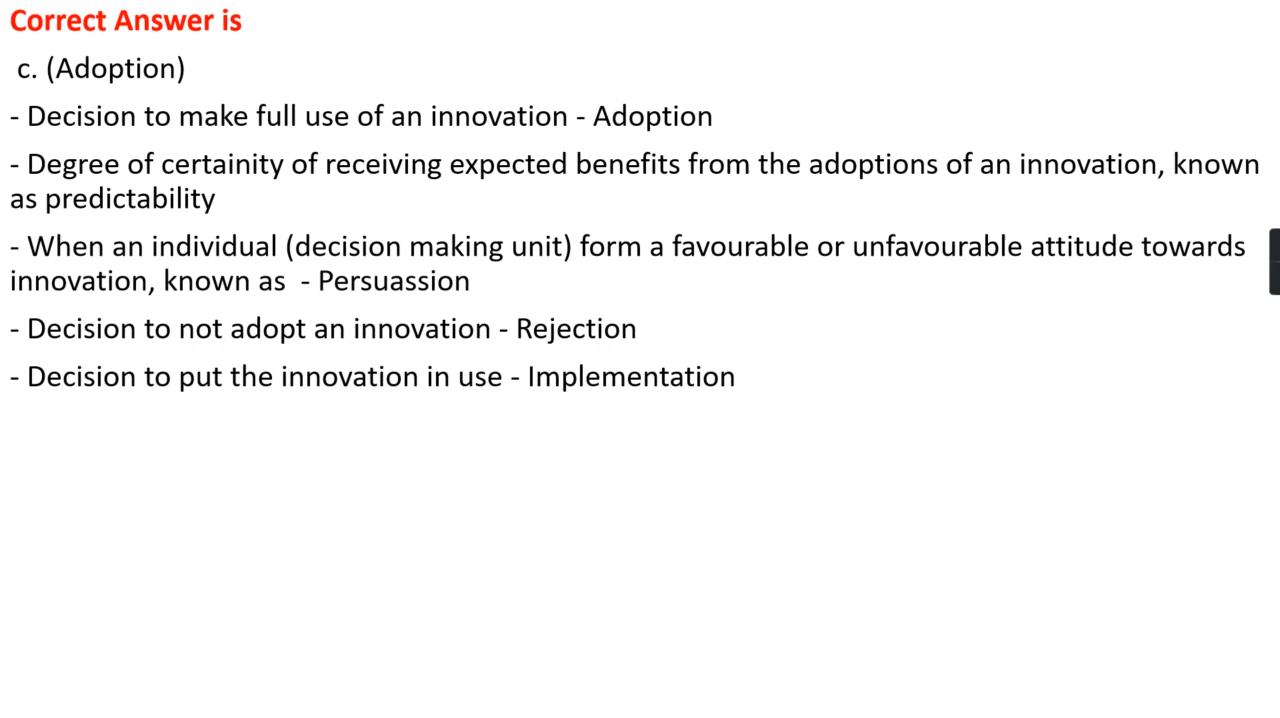 Correct Answer is
c. (Adoption)
- Decision to make full use of an innovation - Adoption
- Degree of certainity of receiving expected benefits from the adoptions of an innovation, known
as predictability
- When an individual (decision making unit) form a favourable or unfavourable attitude towards
innovation, known as  - Persuassion
- Decision to not adopt an innovation - Rejection
- Decision to put the innovation in use - Implementation